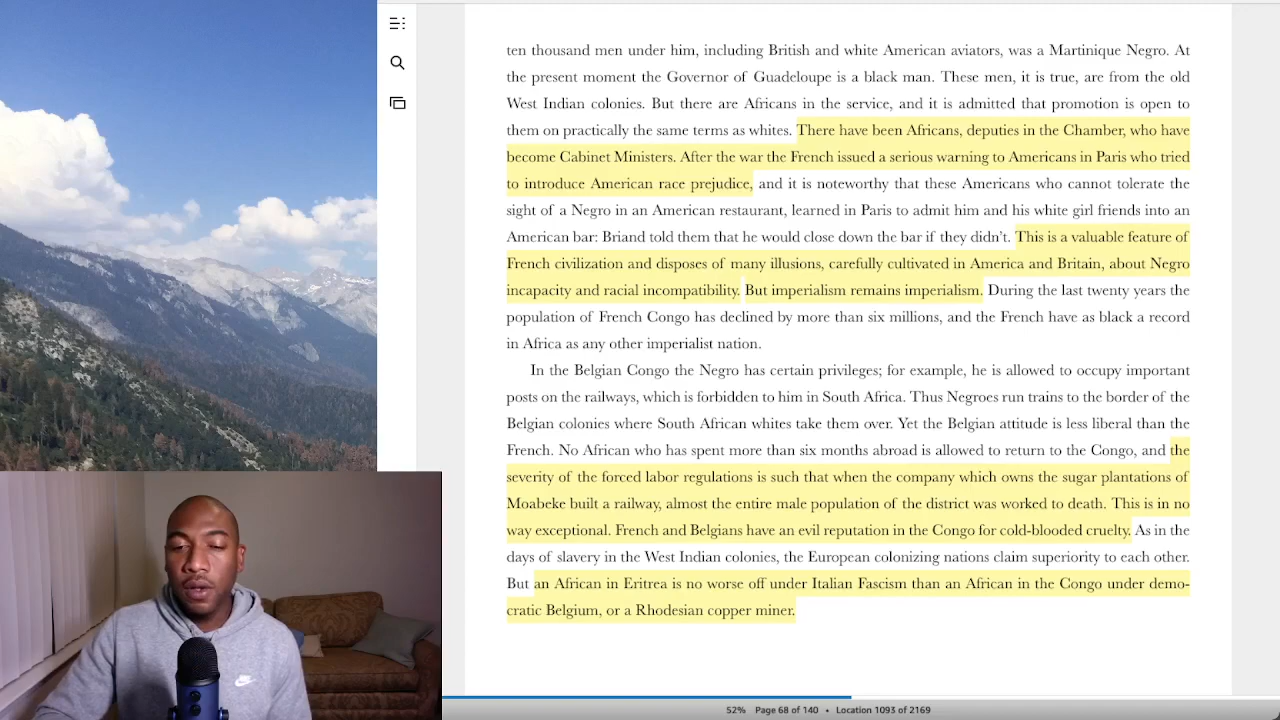 ten thousand men under him, including British and white American aviators, was a Martinique Negro. At
the present moment the Governor of Guadeloupe is a black man. These men, it is true, are from the old
West Indian colonies. But there are Africans in the service, and it is admitted that promotion is open to
them on practically the same terms as whites. There have been Africans, deputies in the Chamber, who have
become Cabinet Ministers. After the war the French issued a serious warning to Americans in Paris who tried
to introduce American race prejudice, and it is noteworthy that these Americans who cannot tolerate the
sight of a Negro in an American restaurant, learned in Paris to admit him and his white girl friends into an
American bar: Briand told them that he would close down the bar if they didn’t. This is a valuable feature of
French civilization and disposes of many illusions, carefully cultivated in America and Britain, about Negro
incapacity and racial incompatibility. But imperialism remains imperialism. During the last twenty years the
population of French Congo has declined by more than six millions, and the French have as black a record
in Africa as any other imperialist nation.
In the Belgian Congo the Negro has certain privileges; for example, he is allowed to occupy important
posts on the railways, which is forbidden to him in South Africa. Thus Negroes run trains to the border of the
Belgian colonies where South African whites take them over. Yet the Belgian attitude is less liberal than the
French. No African who has spent more than six months abroad is allowed to return to the Congo, and the
severity of the forced labor regulations is such that when the company which owns the sugar plantations of
Moabeke built a railway, almost the entire male population of the district was worked to death. This is in no
way exceptional. French and Belgians have an evil reputation in the Congo for cold-blooded cruelty. As in the
days of slavery in the West Indian colonies, the European colonizing nations claim superiority to each other.
But an African in Eritrea is no worse off under Italian Fascism than an African in the Congo under demo-
cratic Belgium, or a Rhodesian copper miner.
52% Page 68 of 140 • Location 1093 of 2169